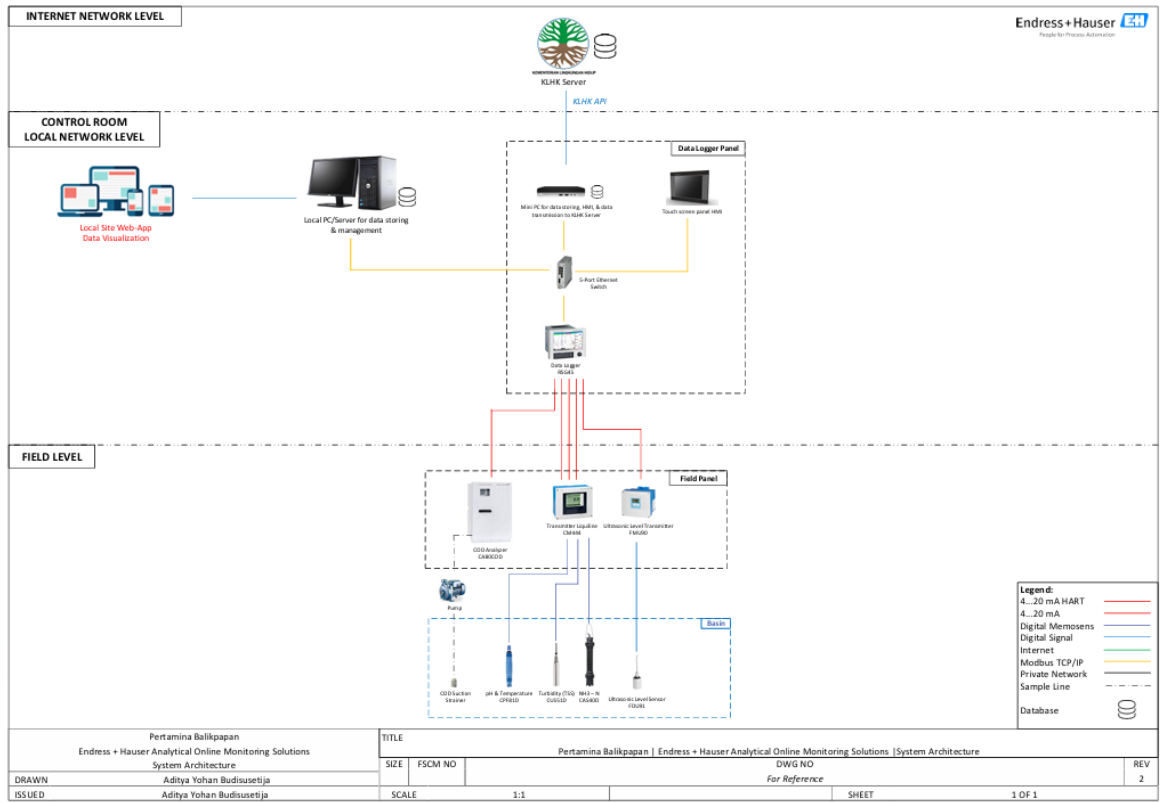 INTERNET NETWORK LEVEL
Endress+Hauser EH
People for Process Automation
KEMENTERIAN LINGKUNGAN HIDUP
KLHK Server
KLHK API
CONTROL ROOM
LOCAL NETWORK LEVEL
Data Logger Panel
Local Site Web-App
Data Visualization
Local PC/Server for data storing
& management
Mini PC for data storing, HMI, & data
transmission to KLHK Server
Touch screen panel HMI
5-Port Ethernet
Switch
Data Logger
RSG45
FIELD LEVEL
Field Panel
COD Analyzer
CA80COD
Transmitter Liquiline
CM444
Ultrasonic Level Transmitter
FMU90
Pump
Basin
COD Suction
Strainer
pH & Temperature
CPF81D
Turbidity (TSS)
CUS51D
NH3 – N
CAS40D
Ultrasonic Level Sensor
FDU91
Legend:
4...20 mA HART
4...20 mA
Digital Memosens
Digital Signal
Internet
Modbus TCP/IP
Private Network
Sample Line
Database
Pertamina Balikpapan
Endress + Hauser Analytical Online Monitoring Solutions
System Architecture
DRAWN Aditya Yohan Budisusetija
ISSUED Aditya Yohan Budisusetija
TITLE
Pertamina Balikpapan | Endress + Hauser Analytical Online Monitoring Solutions |System Architecture
SIZE FSCM NO DWG NO REV
For Reference 2
SCALE 1:1 SHEET 1 OF 1